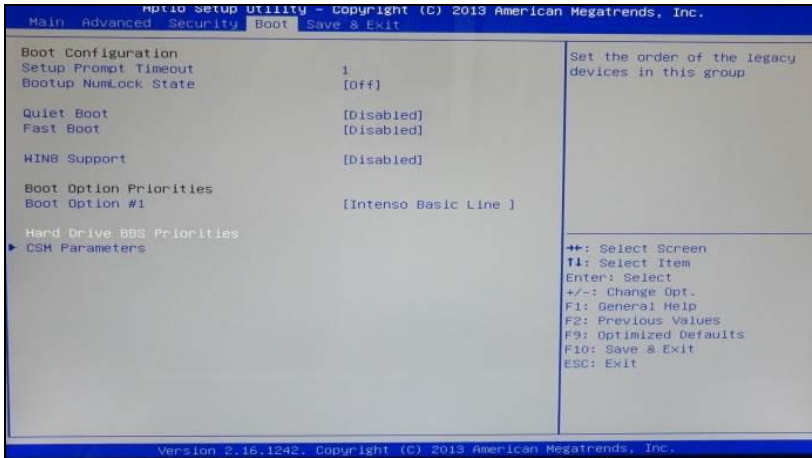 Aptio Setup Utility – Copyright (C) 2013 American Megatrends, Inc.
Main Advanced Security Boot Save & Exit
Boot Configuration
Setup Prompt Timeout 1
Bootup NumLock State [Off]
Quiet Boot [Disabled]
Fast Boot [Disabled]
WIN8 Support [Disabled]
Boot Option Priorities
Boot Option #1 [Intenso Basic Line ]
Hard Drive BBS Priorities
▶ CSM Parameters
Set the order of the legacy
devices in this group
→←: Select Screen
↑↓: Select Item
Enter: Select
+/-: Change Opt.
F1: General Help
F2: Previous Values
F9: Optimized Defaults
F10: Save & Exit
ESC: Exit
Version 2.16.1242. Copyright (C) 2013 American Megatrends, Inc.